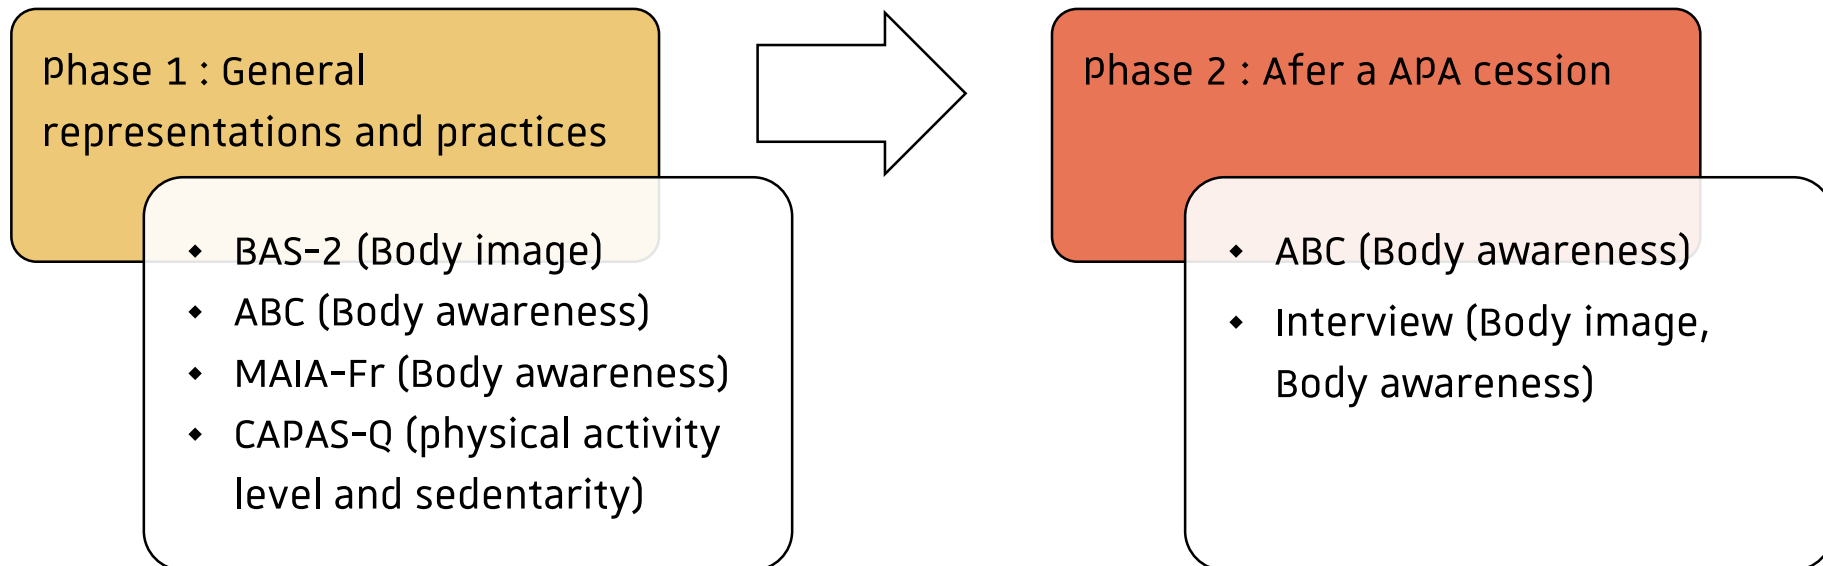 Phase 1 : General
representations and practices
◆ BAS-2 (Body image)
◆ ABC (Body awareness)
◆ MAIA-Fr (Body awareness)
◆ CAPAS-Q (physical activity
level and sedentarity)
Phase 2 : Afer a APA cession
◆ ABC (Body awareness)
◆ Interview (Body image,
Body awareness)